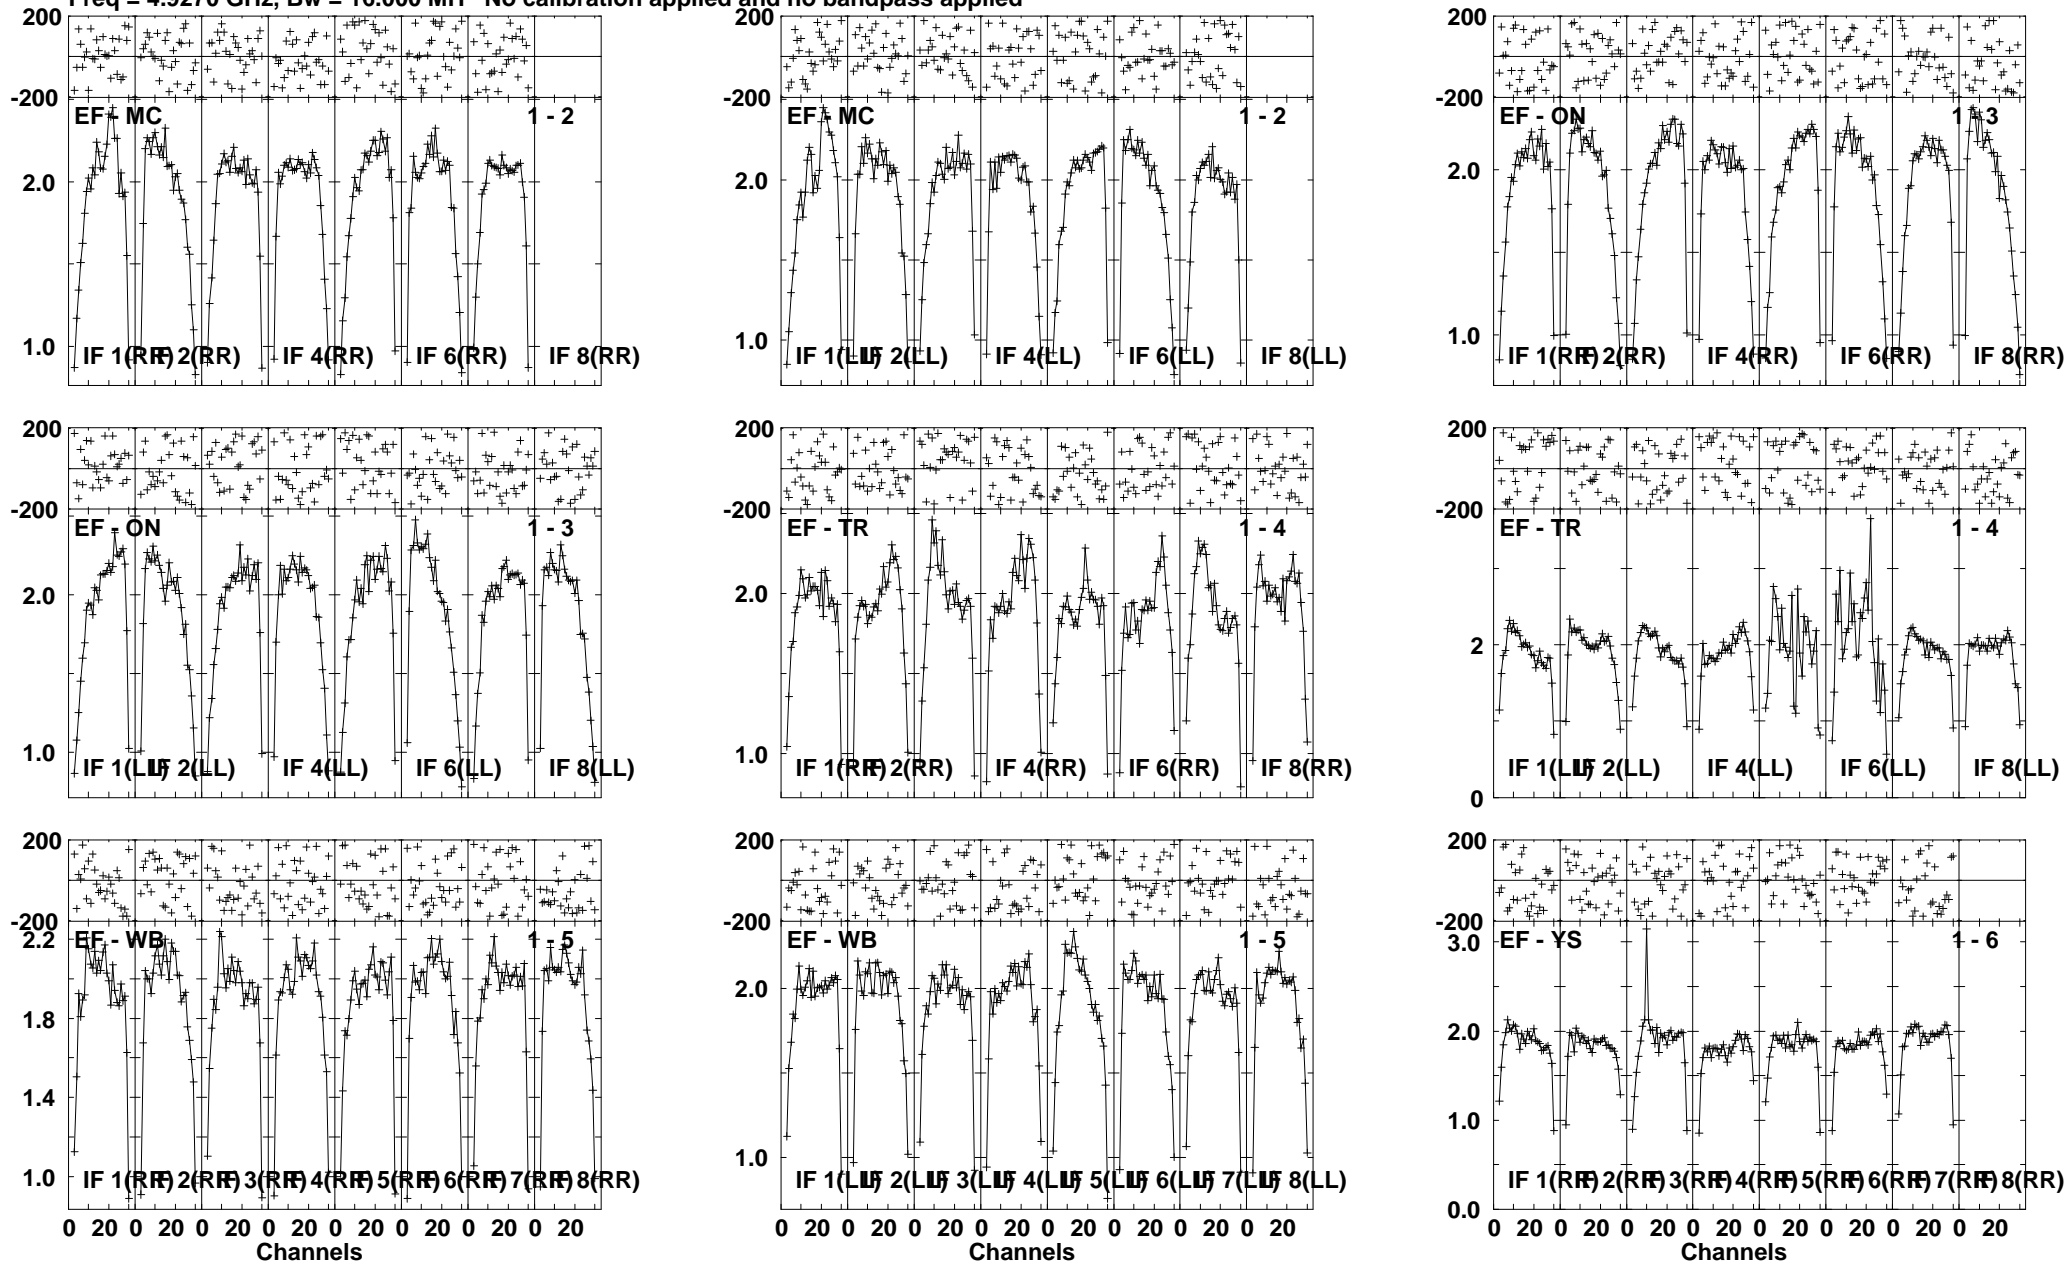 No calibration applied and no bandpass applied
200
-200
EF - MC
1 - 2
2.0
1.0
IF 1(RR)
IF 2(RR)
IF 4(RR)
IF 6(RR)
IF 8(RR)
200
-200
EF - MC
1 - 2
2.0
1.0
IF 1(LL)
IF 2(LL)
IF 4(LL)
IF 6(LL)
IF 8(LL)
200
-200
EF - ON
1 - 3
2.0
1.0
IF 1(RR)
IF 2(RR)
IF 4(RR)
IF 6(RR)
IF 8(RR)
200
-200
EF - ON
1 - 3
2.0
1.0
IF 1(LL)
IF 2(LL)
IF 4(LL)
IF 6(LL)
IF 8(LL)
200
-200
EF - TR
1 - 4
2.0
1.0
IF 1(RR)
IF 2(RR)
IF 4(RR)
IF 6(RR)
IF 8(RR)
200
-200
EF - TR
1 - 4
2
0
IF 1(LL)
IF 2(LL)
IF 4(LL)
IF 6(LL)
IF 8(LL)
200
-200
EF - WB
1 - 5
2.2
1.8
1.4
1.0
IF 1(RR)
IF 2(RR)
IF 3(RR)
IF 4(RR)
IF 5(RR)
IF 6(RR)
IF 7(RR)
IF 8(RR)
0 20 0 20 0 20 0 20 0 20 0 20 0 20 0 20
Channels
200
-200
EF - WB
1 - 5
2.0
1.0
IF 1(LL)
IF 2(LL)
IF 3(LL)
IF 4(LL)
IF 5(LL)
IF 6(LL)
IF 7(LL)
IF 8(LL)
0 20 0 20 0 20 0 20 0 20 0 20 0 20 0 20
200
-200
EF - YS
1 - 6
3.0
2.0
1.0
0.0
IF 1(RR)
IF 2(RR)
IF 3(RR)
IF 4(RR)
IF 5(RR)
IF 6(RR)
IF 7(RR)
IF 8(RR)
0 20 0 20 0 20 0 20 0 20 0 20 0 20 0 20
Channels